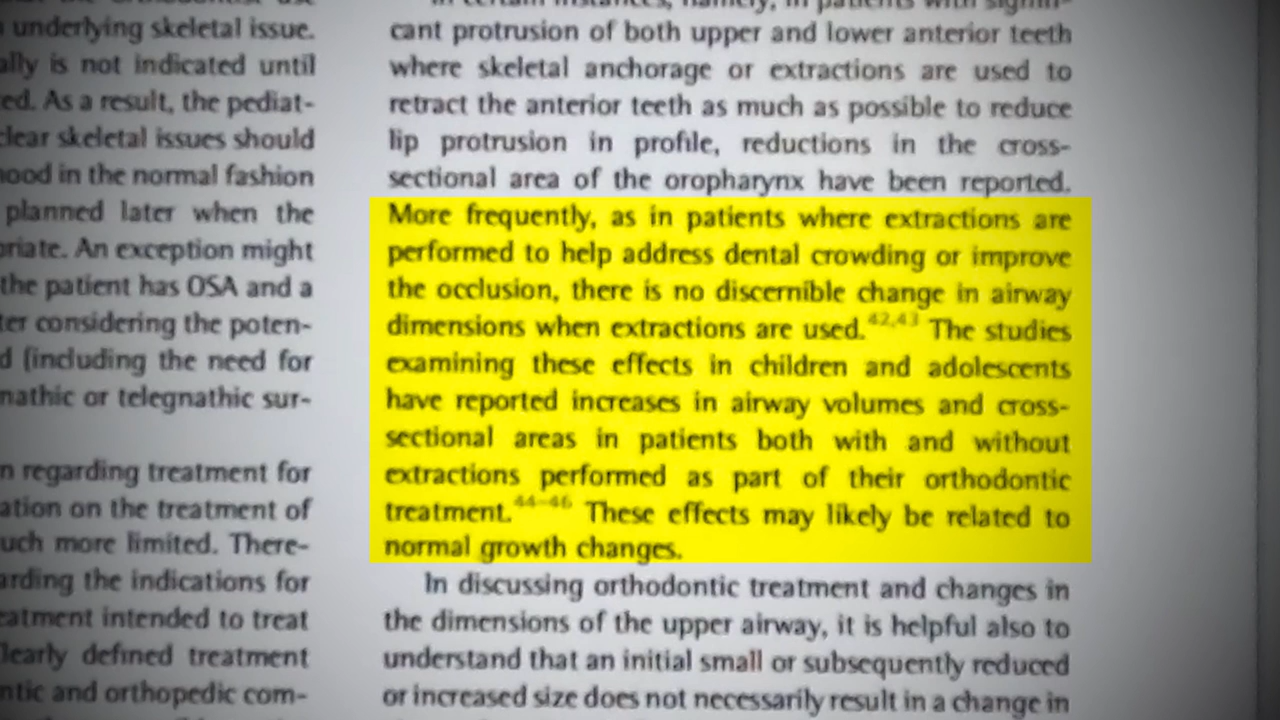 underlying skeletal issue.
ally is not indicated until
ed. As a result, the pediat-
clear skeletal issues should
ood in the normal fashion
planned later when the
riate. An exception might
the patient has OSA and a
ter considering the poten-
d (including the need for
nathic or telegnathic sur-
n regarding treatment for
ation on the treatment of
uch more limited. There-
arding the indications for
eatment intended to treat
learly defined treatment
ntic and orthopedic com-
In certain instances, namely, in patients with signifi-
cant protrusion of both upper and lower anterior teeth
where skeletal anchorage or extractions are used to
retract the anterior teeth as much as possible to reduce
lip protrusion in profile, reductions in the cross-
sectional area of the oropharynx have been reported.
More frequently, as in patients where extractions are
performed to help address dental crowding or improve
the occlusion, there is no discernible change in airway
dimensions when extractions are used.42,43 The studies
examining these effects in children and adolescents
have reported increases in airway volumes and cross-
sectional areas in patients both with and without
extractions performed as part of their orthodontic
treatment.44–46 These effects may likely be related to
normal growth changes.
In discussing orthodontic treatment and changes in
the dimensions of the upper airway, it is helpful also to
understand that an initial small or subsequently reduced
or increased size does not necessarily result in a change in